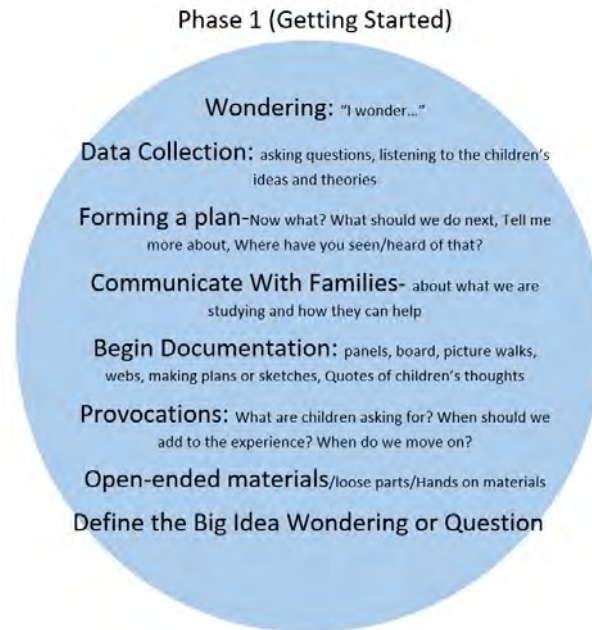 Phase 1 (Getting Started)
Wondering: "I wonder..."
Data Collection: asking questions, listening to the children's
ideas and theories
Forming a plan-Now what? What should we do next, Tell me
more about, Where have you seen/heard of that?
Communicate With Families- about what we are
studying and how they can help
Begin Documentation: panels, board, picture walks,
webs, making plans or sketches, Quotes of children's thoughts
Provocations: What are children asking for? When should we
add to the experience? When do we move on?
Open-ended materials/loose parts/Hands on materials
Define the Big Idea Wondering or Question